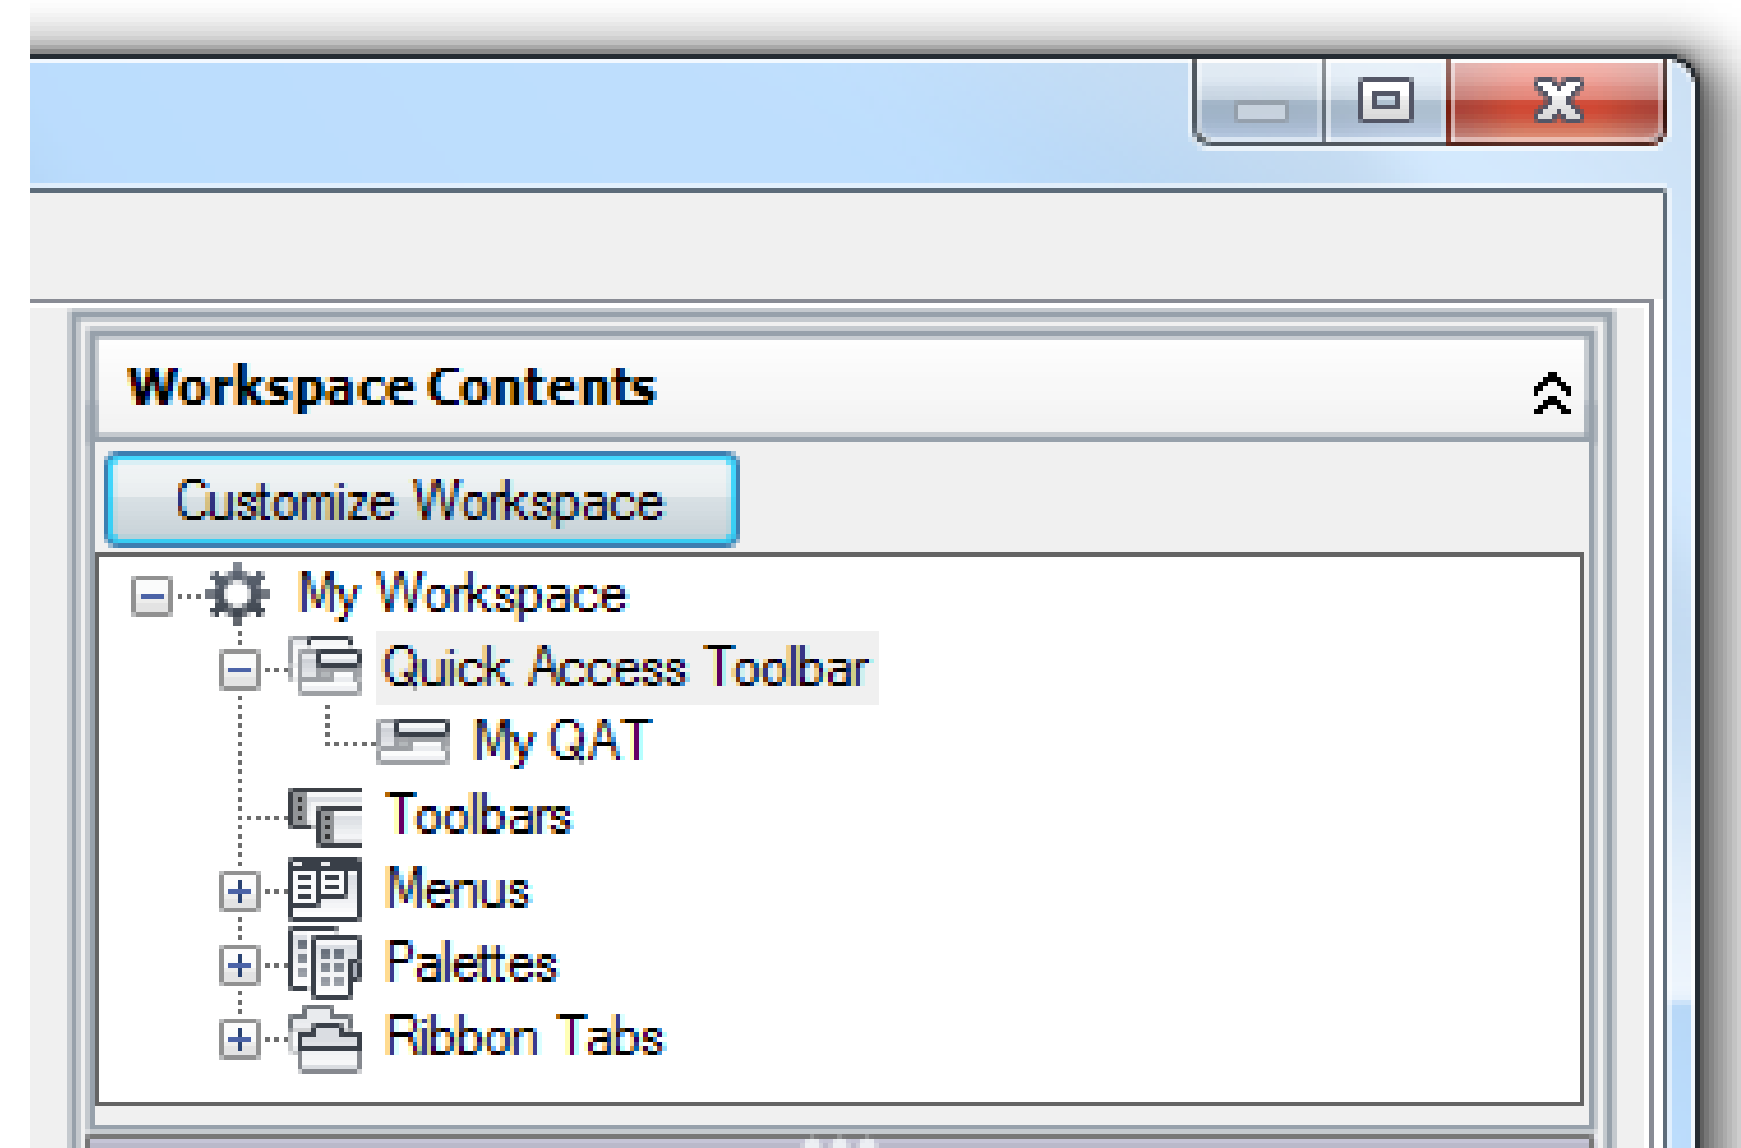 Workspace Contents
Customize Workspace
My Workspace
Quick Access Toolbar
My QAT
Toolbars
Menus
Palettes
Ribbon Tabs